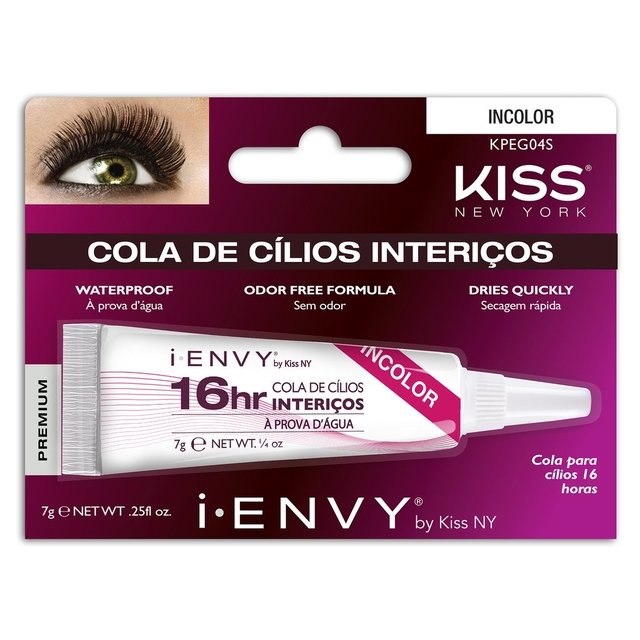 INCOLOR
KPEG04S
KISS®
NEW YORK
COLA DE CÍLIOS INTERIÇOS
WATERPROOF
À prova d'água
ODOR FREE FORMULA
Sem odor
DRIES QUICKLY
Secagem rápida
PREMIUM
i·ENVY® by Kiss NY
INCOLOR
16hr COLA DE CÍLIOS
INTERIÇOS
À PROVA D'ÁGUA
7g e NET WT. ¼ oz
Cola para
cílios 16
horas
7g e NET WT .25fl oz.
i·ENVY® by Kiss NY